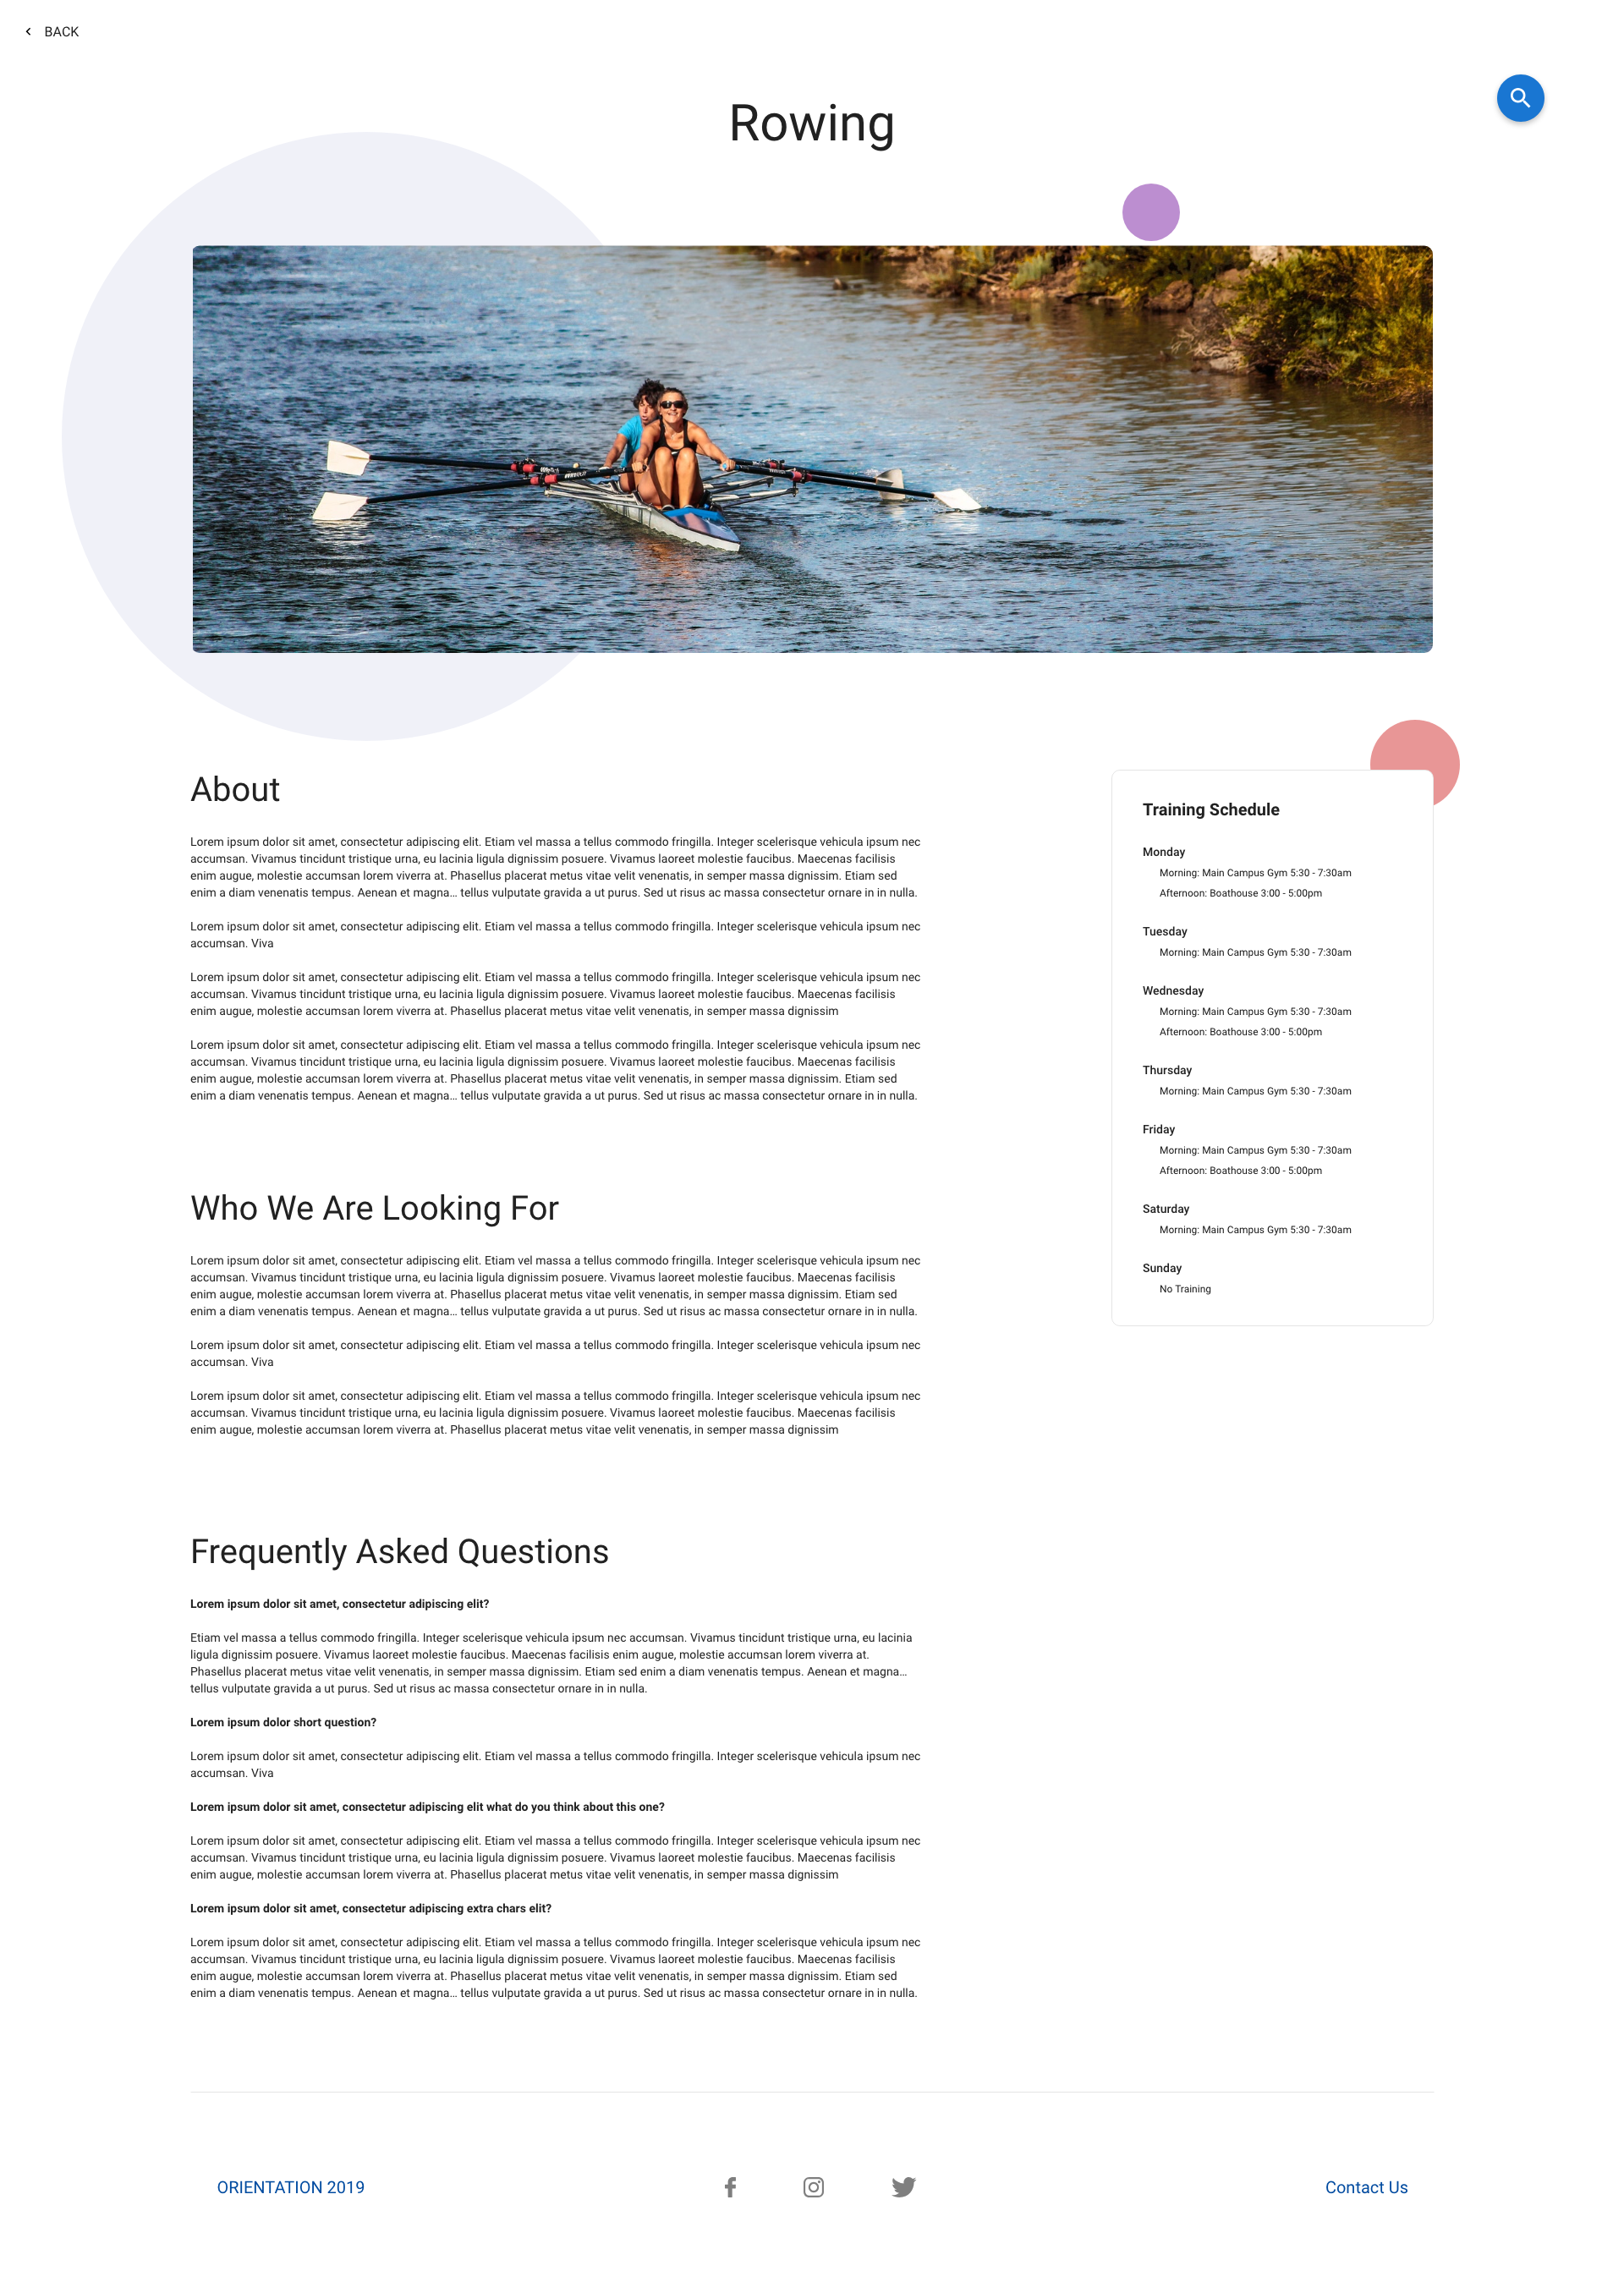 BACK
Rowing
About
Lorem ipsum dolor sit amet, consectetur adipiscing elit. Etiam vel massa a tellus commodo fringilla. Integer scelerisque vehicula ipsum nec
accumsan. Vivamus tincidunt tristique urna, eu lacinia ligula dignissim posuere. Vivamus laoreet molestie faucibus. Maecenas facilisis
enim augue, molestie accumsan lorem viverra at. Phasellus placerat metus vitae velit venenatis, in semper massa dignissim. Etiam sed
enim a diam venenatis tempus. Aenean et magna… tellus vulputate gravida a ut purus. Sed ut risus ac massa consectetur ornare in in nulla.
Lorem ipsum dolor sit amet, consectetur adipiscing elit. Etiam vel massa a tellus commodo fringilla. Integer scelerisque vehicula ipsum nec
accumsan. Viva
Lorem ipsum dolor sit amet, consectetur adipiscing elit. Etiam vel massa a tellus commodo fringilla. Integer scelerisque vehicula ipsum nec
accumsan. Vivamus tincidunt tristique urna, eu lacinia ligula dignissim posuere. Vivamus laoreet molestie faucibus. Maecenas facilisis
enim augue, molestie accumsan lorem viverra at. Phasellus placerat metus vitae velit venenatis, in semper massa dignissim
Lorem ipsum dolor sit amet, consectetur adipiscing elit. Etiam vel massa a tellus commodo fringilla. Integer scelerisque vehicula ipsum nec
accumsan. Vivamus tincidunt tristique urna, eu lacinia ligula dignissim posuere. Vivamus laoreet molestie faucibus. Maecenas facilisis
enim augue, molestie accumsan lorem viverra at. Phasellus placerat metus vitae velit venenatis, in semper massa dignissim. Etiam sed
enim a diam venenatis tempus. Aenean et magna… tellus vulputate gravida a ut purus. Sed ut risus ac massa consectetur ornare in in nulla.
Who We Are Looking For
Lorem ipsum dolor sit amet, consectetur adipiscing elit. Etiam vel massa a tellus commodo fringilla. Integer scelerisque vehicula ipsum nec
accumsan. Vivamus tincidunt tristique urna, eu lacinia ligula dignissim posuere. Vivamus laoreet molestie faucibus. Maecenas facilisis
enim augue, molestie accumsan lorem viverra at. Phasellus placerat metus vitae velit venenatis, in semper massa dignissim. Etiam sed
enim a diam venenatis tempus. Aenean et magna… tellus vulputate gravida a ut purus. Sed ut risus ac massa consectetur ornare in in nulla.
Lorem ipsum dolor sit amet, consectetur adipiscing elit. Etiam vel massa a tellus commodo fringilla. Integer scelerisque vehicula ipsum nec
accumsan. Viva
Lorem ipsum dolor sit amet, consectetur adipiscing elit. Etiam vel massa a tellus commodo fringilla. Integer scelerisque vehicula ipsum nec
accumsan. Vivamus tincidunt tristique urna, eu lacinia ligula dignissim posuere. Vivamus laoreet molestie faucibus. Maecenas facilisis
enim augue, molestie accumsan lorem viverra at. Phasellus placerat metus vitae velit venenatis, in semper massa dignissim
Frequently Asked Questions
Lorem ipsum dolor sit amet, consectetur adipiscing elit?
Etiam vel massa a tellus commodo fringilla. Integer scelerisque vehicula ipsum nec accumsan. Vivamus tincidunt tristique urna, eu lacinia
ligula dignissim posuere. Vivamus laoreet molestie faucibus. Maecenas facilisis enim augue, molestie accumsan lorem viverra at.
Phasellus placerat metus vitae velit venenatis, in semper massa dignissim. Etiam sed enim a diam venenatis tempus. Aenean et magna…
tellus vulputate gravida a ut purus. Sed ut risus ac massa consectetur ornare in in nulla.
Lorem ipsum dolor short question?
Lorem ipsum dolor sit amet, consectetur adipiscing elit. Etiam vel massa a tellus commodo fringilla. Integer scelerisque vehicula ipsum nec
accumsan. Viva
Lorem ipsum dolor sit amet, consectetur adipiscing elit what do you think about this one?
Lorem ipsum dolor sit amet, consectetur adipiscing elit. Etiam vel massa a tellus commodo fringilla. Integer scelerisque vehicula ipsum nec
accumsan. Vivamus tincidunt tristique urna, eu lacinia ligula dignissim posuere. Vivamus laoreet molestie faucibus. Maecenas facilisis
enim augue, molestie accumsan lorem viverra at. Phasellus placerat metus vitae velit venenatis, in semper massa dignissim
Lorem ipsum dolor sit amet, consectetur adipiscing extra chars elit?
Lorem ipsum dolor sit amet, consectetur adipiscing elit. Etiam vel massa a tellus commodo fringilla. Integer scelerisque vehicula ipsum nec
accumsan. Vivamus tincidunt tristique urna, eu lacinia ligula dignissim posuere. Vivamus laoreet molestie faucibus. Maecenas facilisis
enim augue, molestie accumsan lorem viverra at. Phasellus placerat metus vitae velit venenatis, in semper massa dignissim. Etiam sed
enim a diam venenatis tempus. Aenean et magna… tellus vulputate gravida a ut purus. Sed ut risus ac massa consectetur ornare in in nulla.
Training Schedule
Monday
Morning: Main Campus Gym 5:30 - 7:30am
Afternoon: Boathouse 3:00 - 5:00pm
Tuesday
Morning: Main Campus Gym 5:30 - 7:30am
Wednesday
Morning: Main Campus Gym 5:30 - 7:30am
Afternoon: Boathouse 3:00 - 5:00pm
Thursday
Morning: Main Campus Gym 5:30 - 7:30am
Friday
Morning: Main Campus Gym 5:30 - 7:30am
Afternoon: Boathouse 3:00 - 5:00pm
Saturday
Morning: Main Campus Gym 5:30 - 7:30am
Sunday
No Training
ORIENTATION 2019
Contact Us